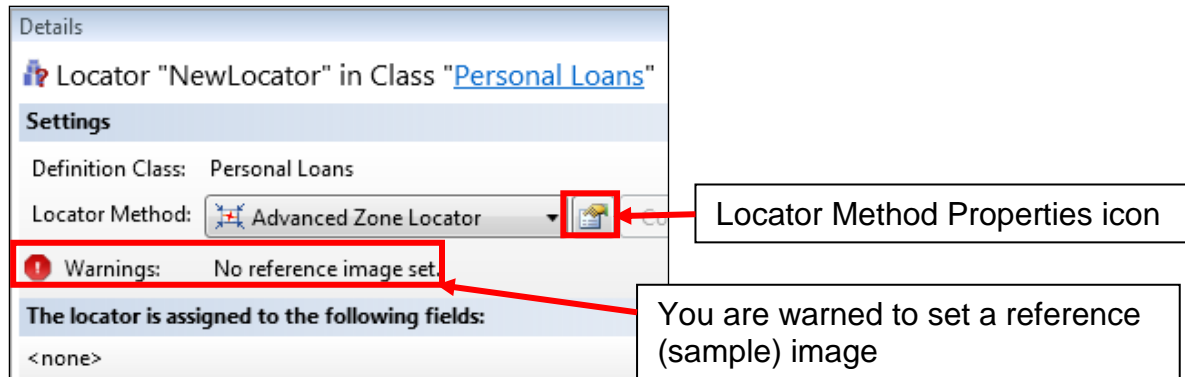 Details
Locator "NewLocator" in Class "Personal Loans"
Settings
Definition Class: Personal Loans
Locator Method: Advanced Zone Locator
Locator Method Properties icon
Warnings: No reference image set.
The locator is assigned to the following fields:
<none>
You are warned to set a reference
(sample) image